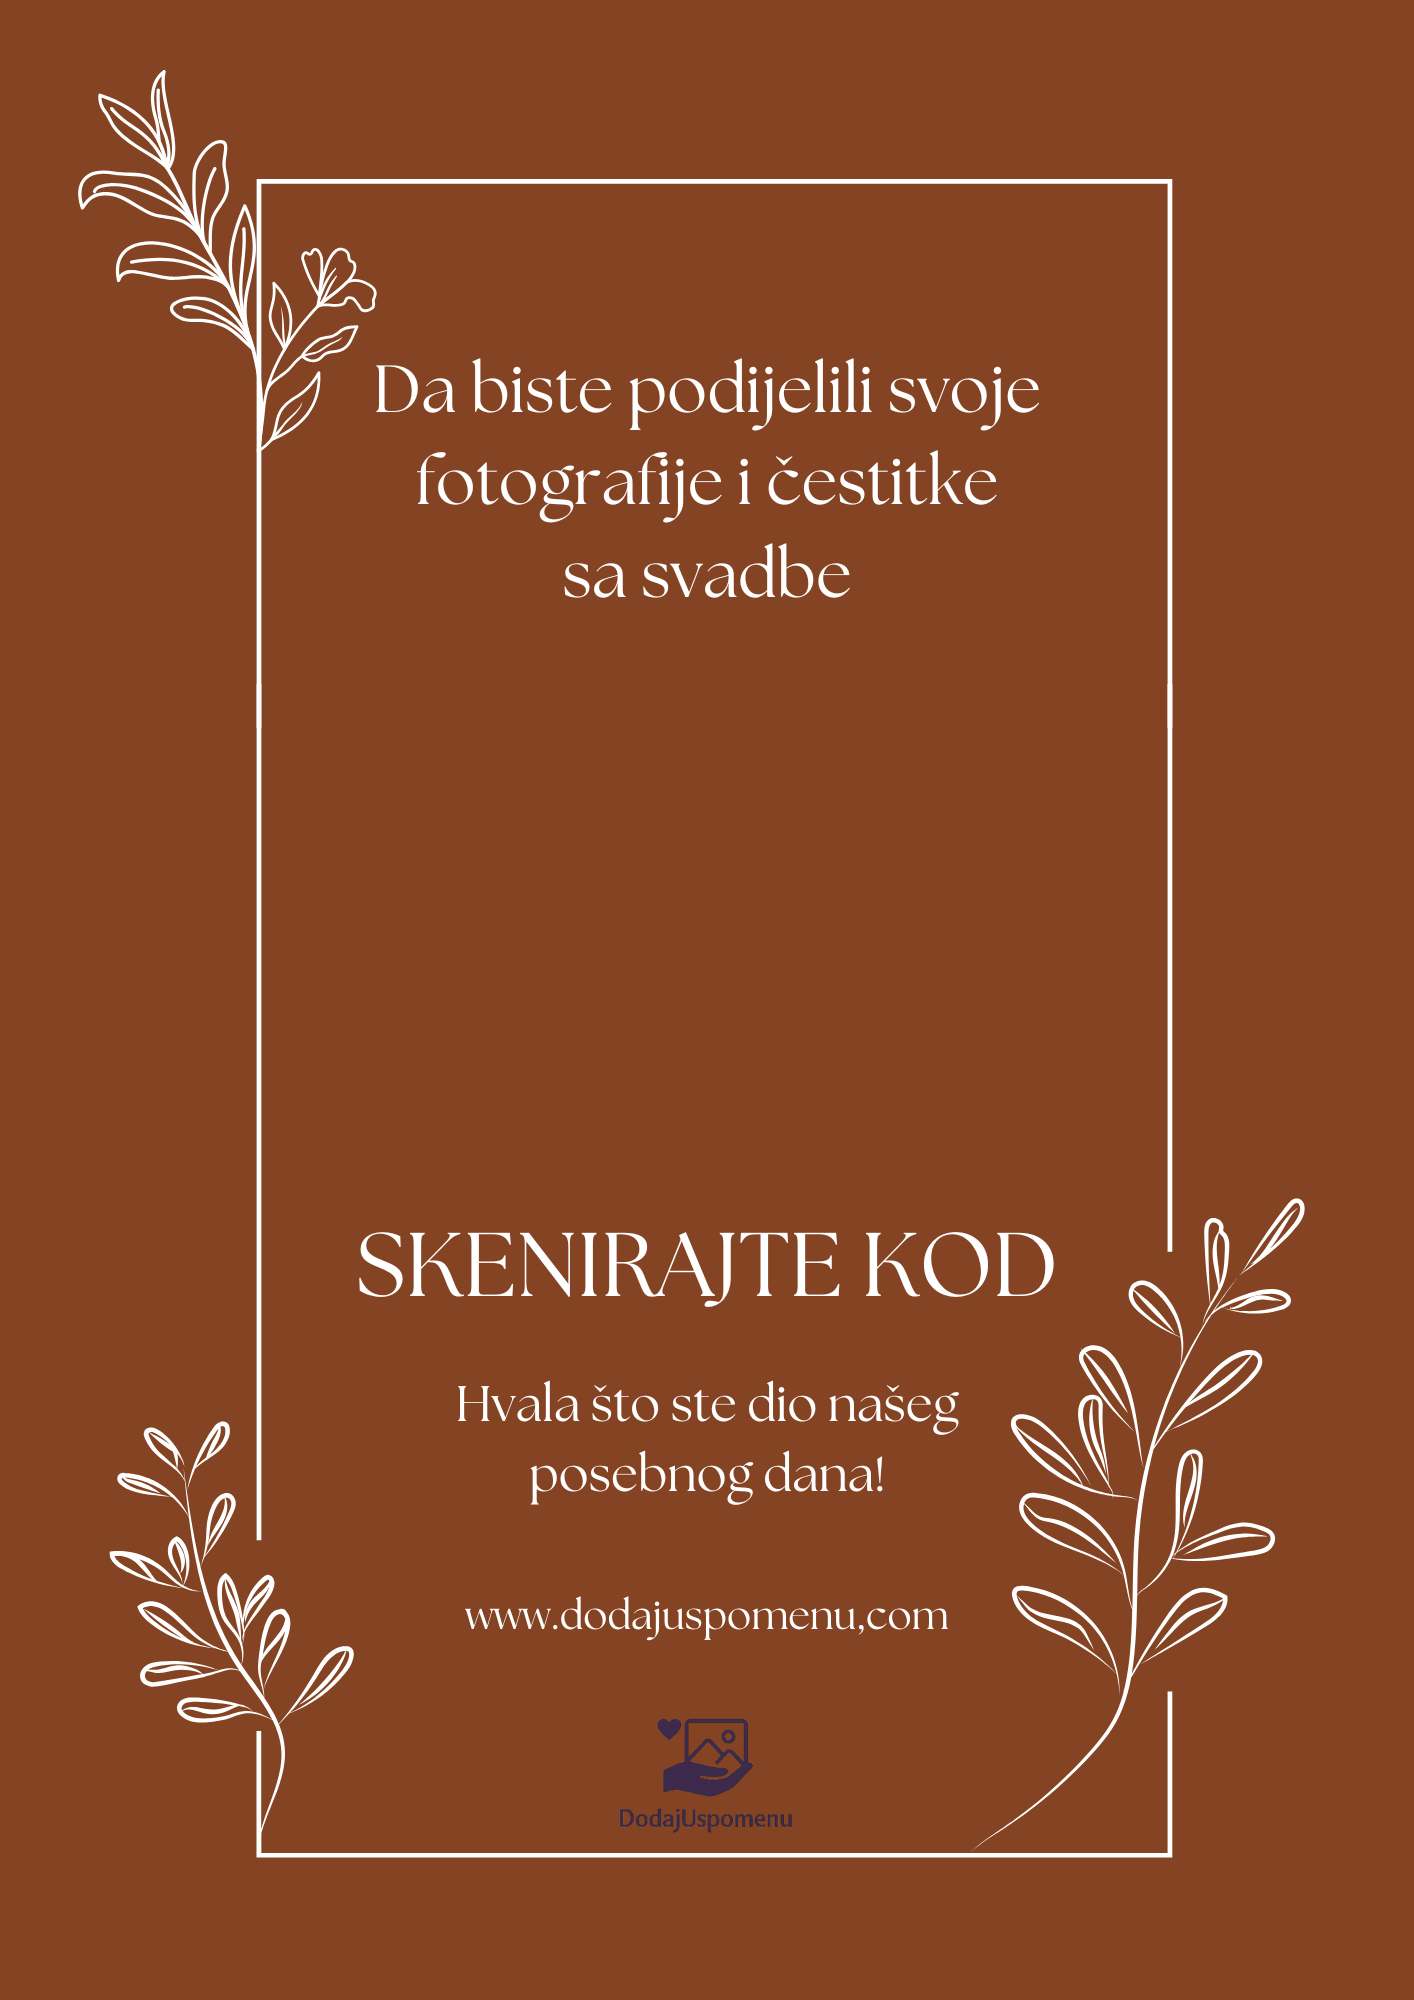 Da biste podijelili svoje
fotografije i čestitke
sa svadbe
SKENIRAJTE KOD
Hvala što ste dio našeg
posebnog dana!
www.dodajuspomenu,com
DodajUspomenu